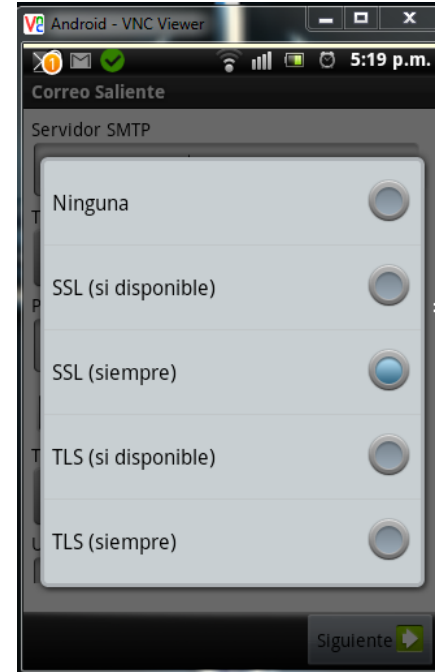 Android - VNC Viewer
1
5:19 p.m.
Correo Saliente
Servidor SMTP
Ninguna
SSL (si disponible)
SSL (siempre)
TLS (si disponible)
TLS (siempre)
Siguiente